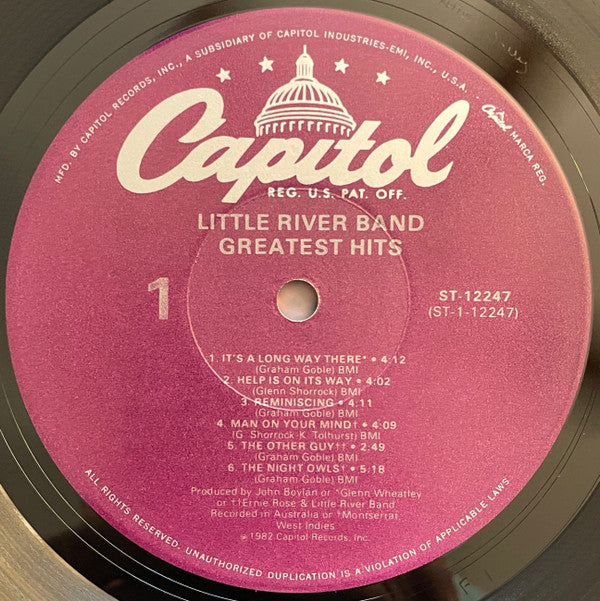 MFD. BY CAPITOL RECORDS, INC., A SUBSIDIARY OF CAPITOL INDUSTRIES-EMI, INC., U.S.A. • Capitol MARCA REG.
Capitol
REG. U.S. PAT. OFF.
LITTLE RIVER BAND
GREATEST HITS
1
ST-12247
(ST-1-12247)
1. IT'S A LONG WAY THERE* • 4:12
(Graham Goble) BMI
2. HELP IS ON ITS WAY • 4:02
(Glenn Shorrock) BMI
3. REMINISCING • 4:11
(Graham Goble) BMI
4. MAN ON YOUR MIND† • 4:09
(G. Shorrock-K. Tolhurst) BMI
5. THE OTHER GUY†† • 2:49
(Graham Goble) BMI
6. THE NIGHT OWLS† • 5:18
(Graham Goble) BMI
Produced by John Boylan or *Glenn Wheatley
or ††Ernie Rose & Little River Band
Recorded in Australia or †Montserrat,
West Indies
℗ 1982 Capitol Records, Inc.
ALL RIGHTS RESERVED. UNAUTHORIZED DUPLICATION IS A VIOLATION OF APPLICABLE LAWS.